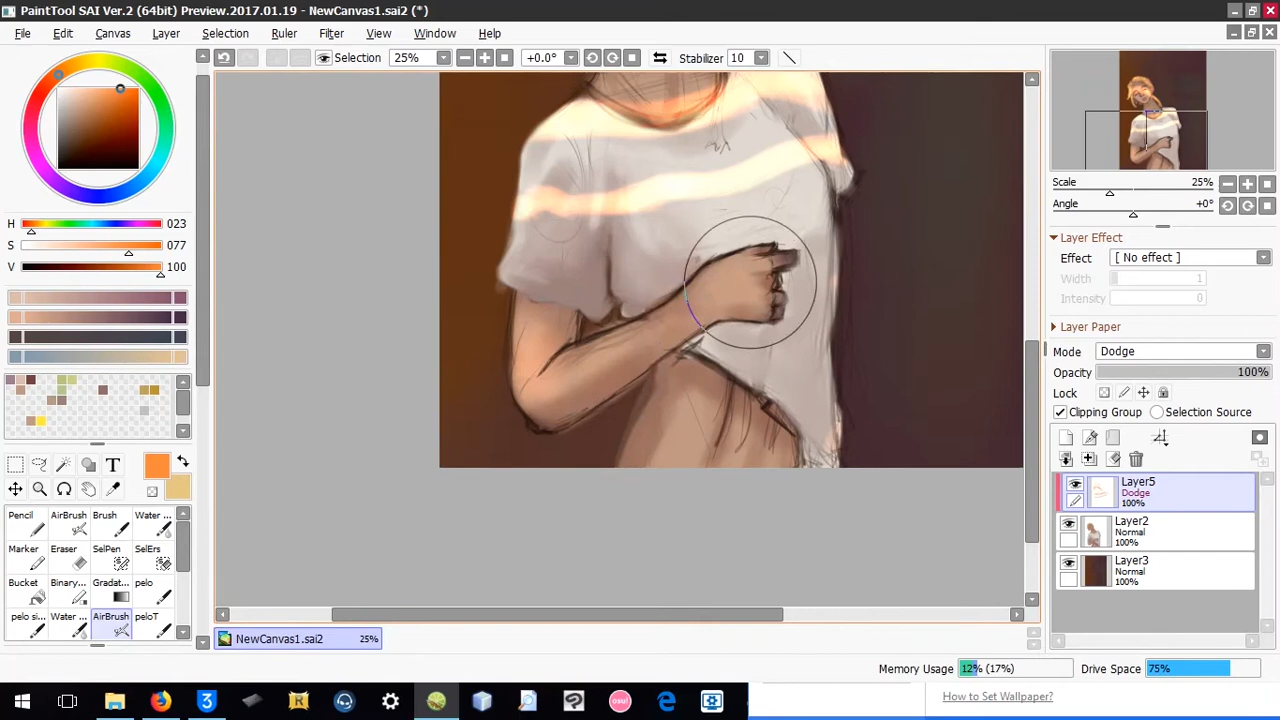 PaintTool SAI Ver.2 (64bit) Preview.2017.01.19 - NewCanvas1.sai2 (*)
File Edit Canvas Layer Selection Ruler Filter View Window Help
Selection 25% +0.0° Stabilizer 10
H 023
S 077
V 100
T
Pencil AirBrush Brush Water ...
Marker Eraser SelPen SelErs
Bucket Binary... Gradat... pelo
pelo si... Water ... AirBrush peloT
NewCanvas1.sai2 25%
Scale 25%
Angle +0°
Layer Effect
Effect [ No effect ]
Width 1
Intensity 0
Layer Paper
Mode Dodge
Opacity 100%
Lock
Clipping Group Selection Source
Layer5
Dodge
100%
Layer2
Normal
100%
Layer3
Normal
100%
Memory Usage 12% (17%) Drive Space 75%
3 R osu!
How to Set Wallpaper?